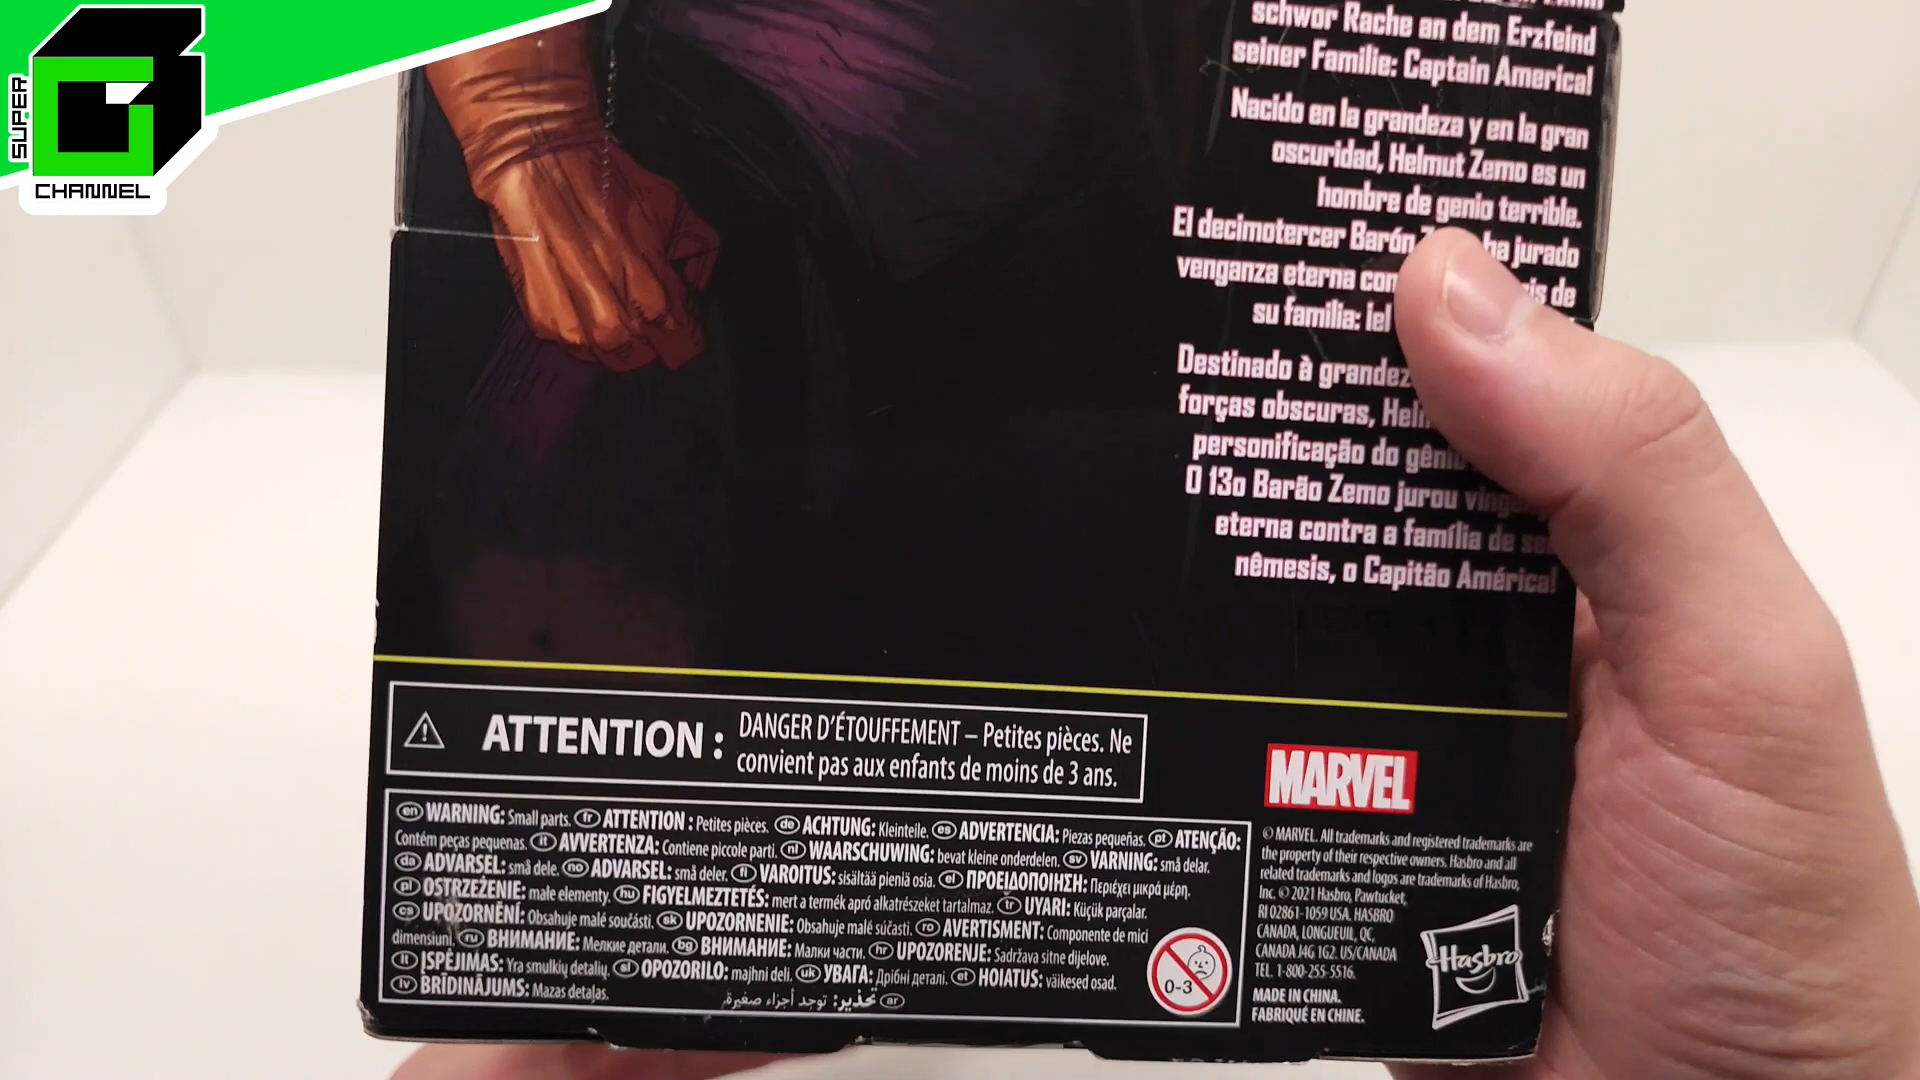 SUPER
CHANNEL
schwor Rache an dem Erzfeind
seiner Familie: Captain America!
Nacido en la grandeza y en la gran
oscuridad, Helmut Zemo es un
hombre de genio terrible.
El decimotercer Barón ha jurado
venganza eterna de
su familia: ¡el
Destinado à
forças obscuras,
personificação do
O 13o Barão Zemo jurou
eterna contra a família de
nêmesis, o Capitão América!
ATTENTION : DANGER D'ÉTOUFFEMENT – Petites pièces. Ne
convient pas aux enfants de moins de 3 ans.
en WARNING: Small parts. fr ATTENTION : Petites pièces. de ACHTUNG: Kleinteile. es ADVERTENCIA: Piezas pequeñas. pt ATENÇÃO:
Contém peças pequenas. it AVVERTENZA: Contiene piccole parti. nl WAARSCHUWING: bevat kleine onderdelen. sv VARNING: små delar.
da ADVARSEL: små dele. no ADVARSEL: små deler. fi VAROITUS: sisältää pieniä osia. el ΠΡΟΕΙΔΟΠΟΙΗΣΗ: Περιέχει μικρά μέρη.
pl OSTRZEŻENIE: małe elementy. hu FIGYELMEZTETÉS: mert a termék apró alkatrészeket tartalmaz. tr UYARI: Küçük parçalar.
cs UPOZORNĚNÍ: Obsahuje malé součásti. sk UPOZORNENIE: Obsahuje malé súčasti. ro AVERTISMENT: Componente de mici
dimensiuni. ru ВНИМАНИЕ: Мелкие детали. bg ВНИМАНИЕ: Малки части. hr UPOZORENJE: Sadržava sitne dijelove.
lt ĮSPĖJIMAS: Yra smulkių detalių. sl OPOZORILO: majhni deli. uk УВАГА: Дрібні деталі. et HOIATUS: väikesed osad.
lv BRĪDINĀJUMS: Mazas detaļas. ar تحذير: توجد أجزاء صغيرة.
0-3
MARVEL
© MARVEL. All trademarks and registered trademarks are
the property of their respective owners. Hasbro and all
related trademarks and logos are trademarks of Hasbro,
Inc. © 2021 Hasbro, Pawtucket,
RI 02861-1059 USA. HASBRO
CANADA, LONGUEUIL, QC,
CANADA J4G 1G2. US/CANADA
TEL. 1-800-255-5516.
MADE IN CHINA.
FABRIQUÉ EN CHINE.
Hasbro